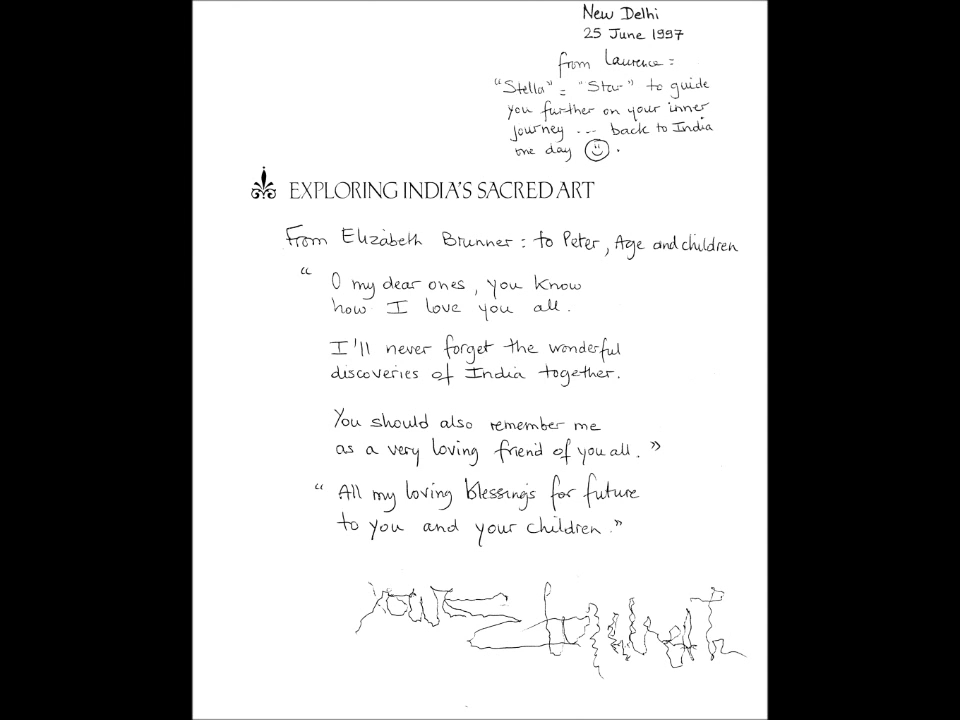 New Delhi
25 June 1997
from Laurence =
"Stella" = "Star" to guide
you further on your inner
journey --- back to India
one day ☺.
EXPLORING INDIA'S SACRED ART
From Elizabeth Brunner : to Peter, Age and children
" O my dear ones, you know
how I love you all.
I'll never forget the wonderful
discoveries of India together.
You should also remember me
as a very loving friend of you all. "
" All my loving blessings for future
to you and your children."
yours